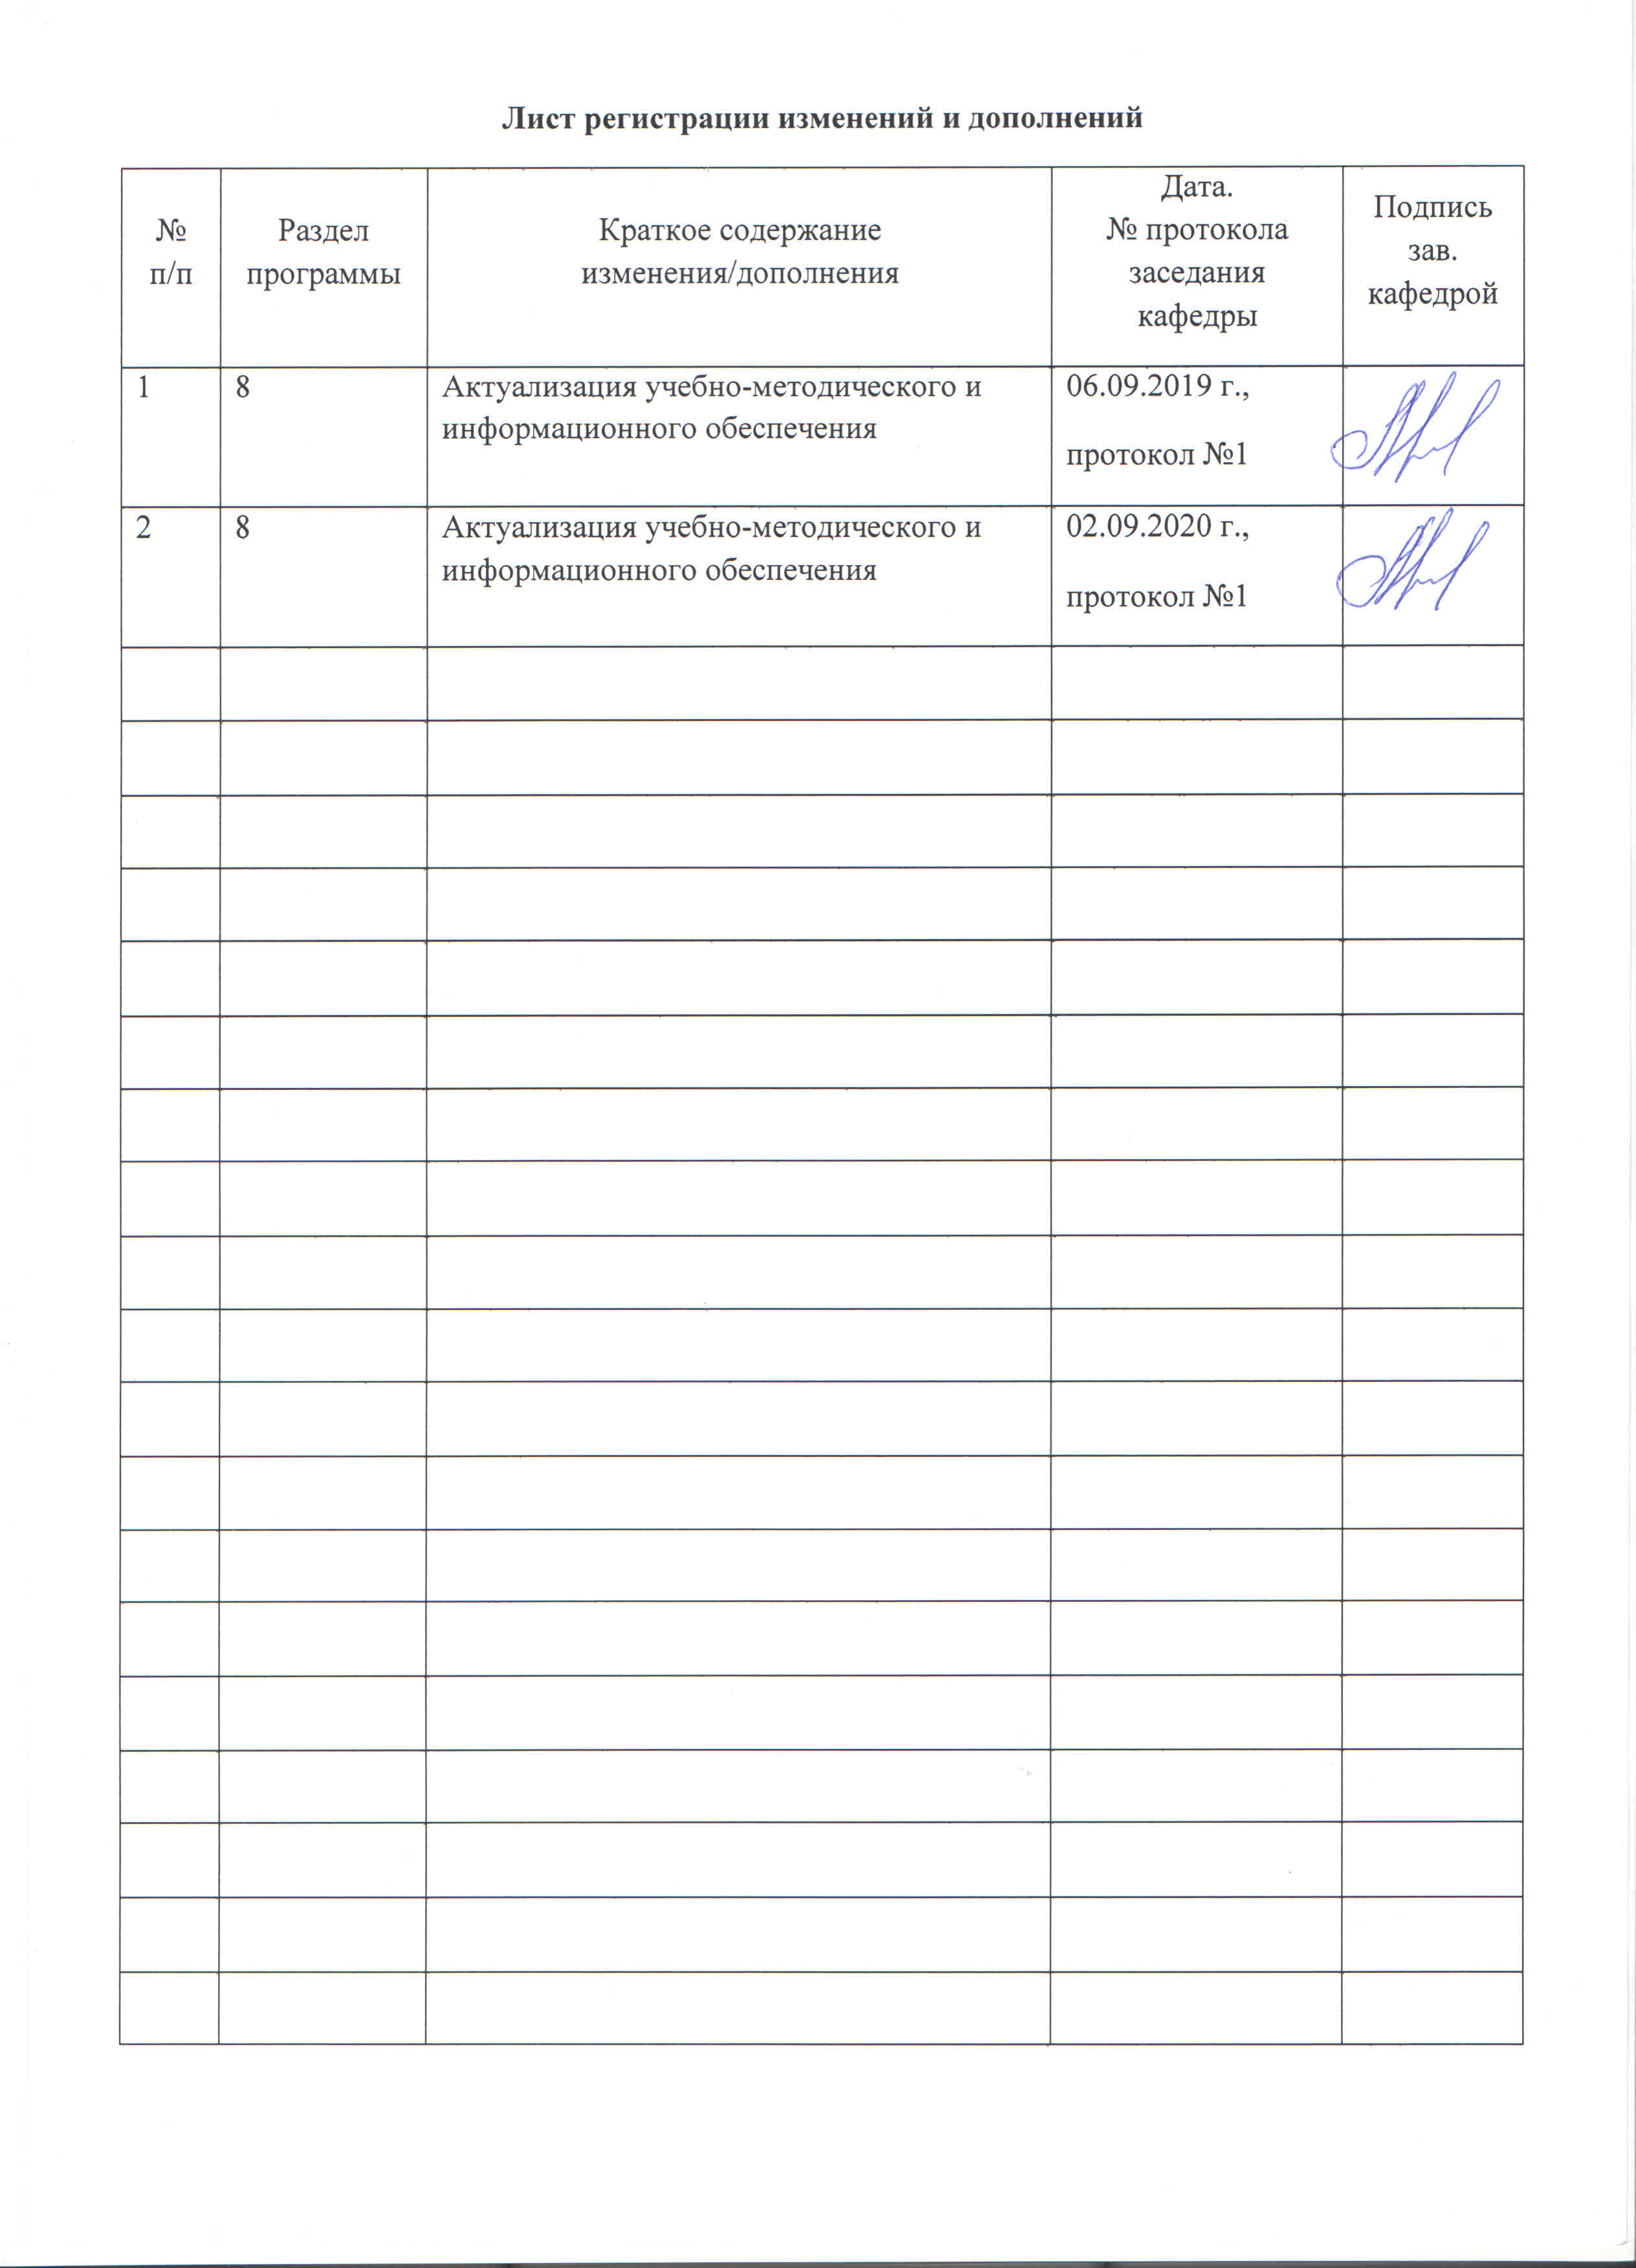 Лист регистрации изменений и дополнений
№
п/п
Раздел
программы
Краткое содержание
изменения/дополнения
Дата.
№ протокола
заседания
кафедры
Подпись
зав.
кафедрой
1
8
Актуализация учебно-методического и
информационного обеспечения
06.09.2019 г.,
протокол №1
2
8
Актуализация учебно-методического и
информационного обеспечения
02.09.2020 г.,
протокол №1